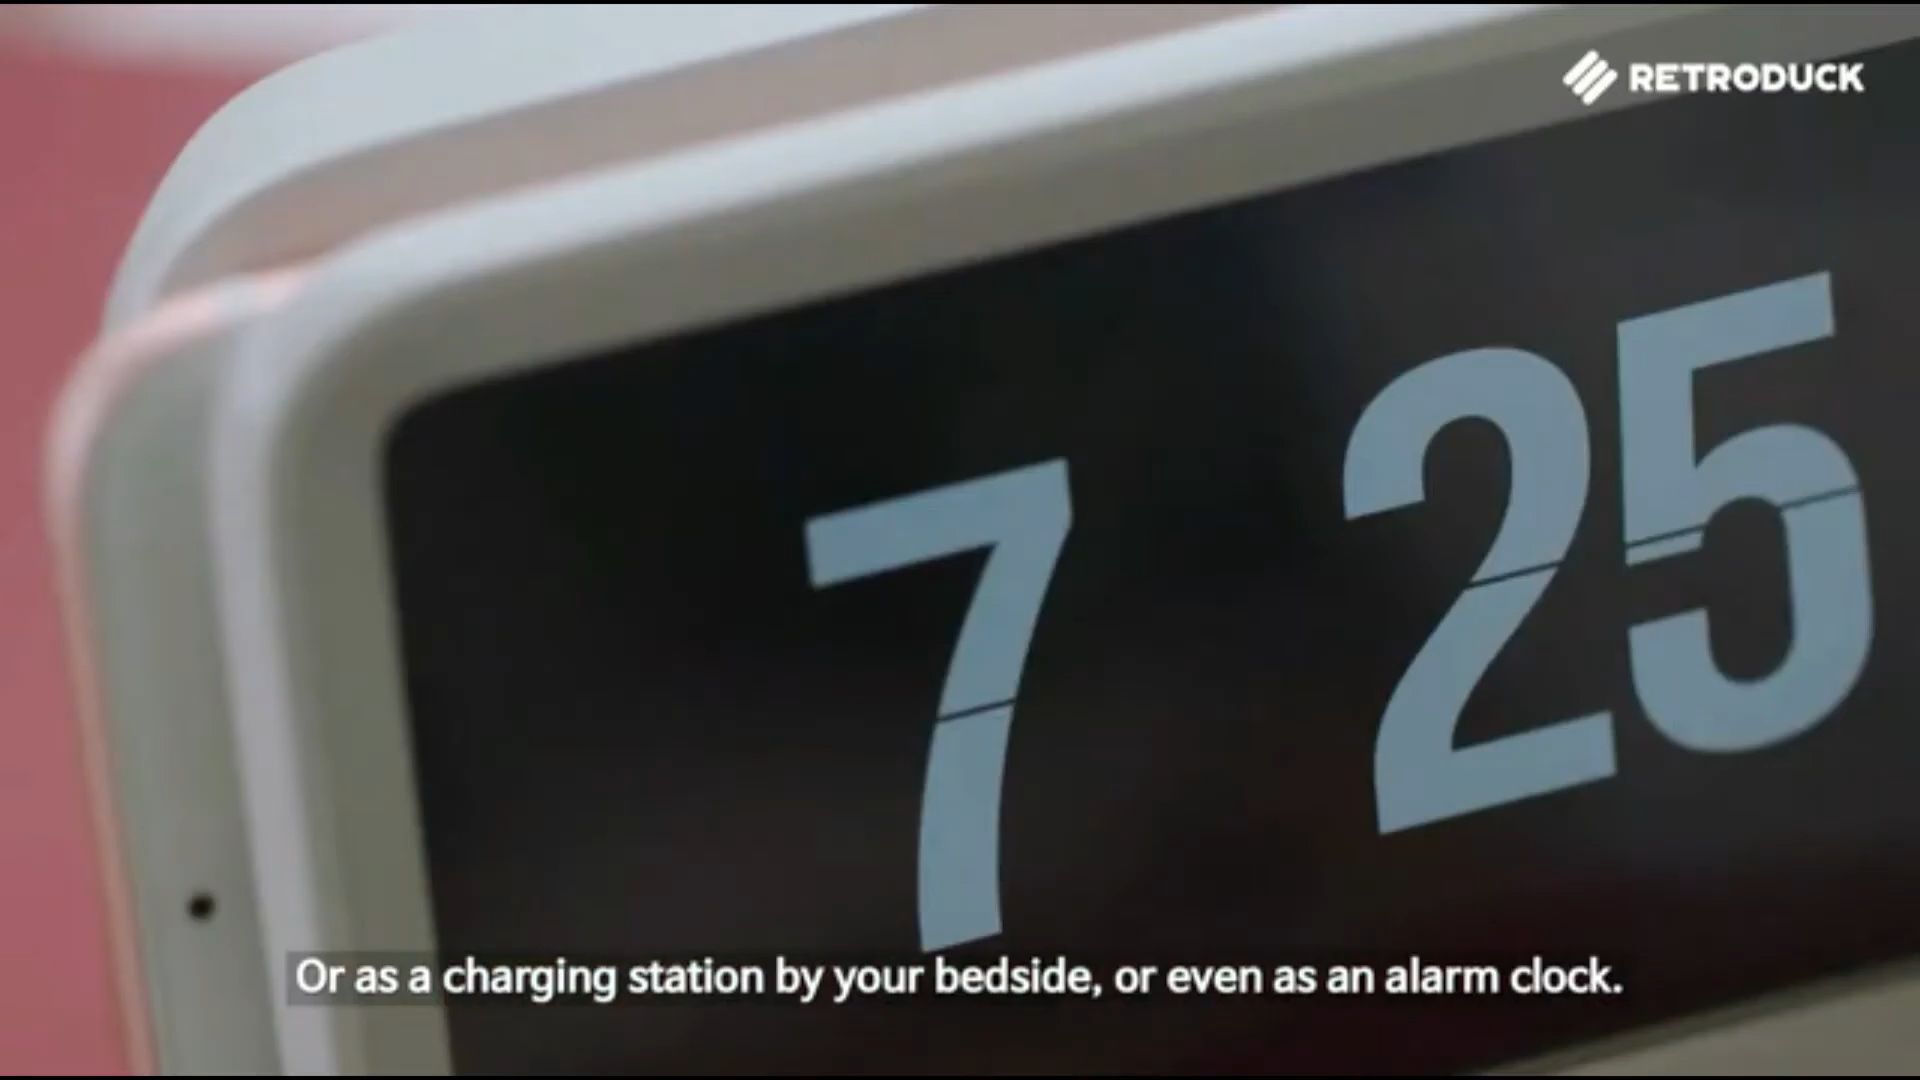 RETRODUCK
7 25
Or as a charging station by your bedside, or even as an alarm clock.